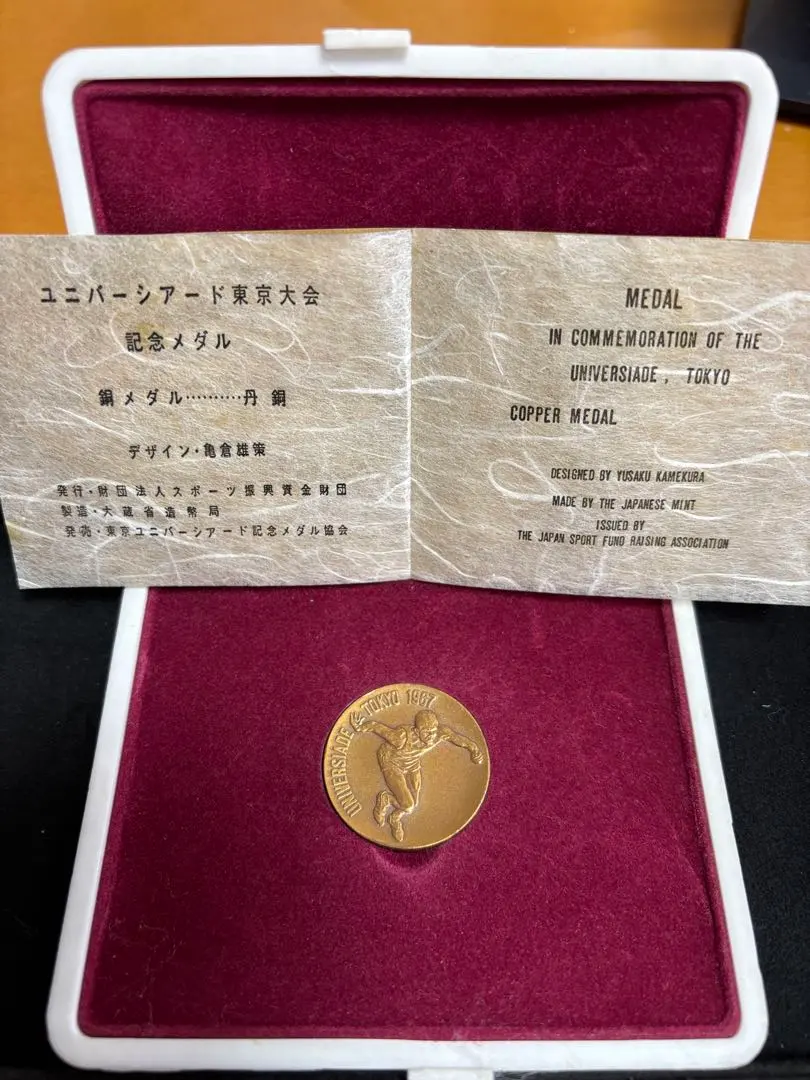 ユニバーシアード東京大会
記念メダル
銅メダル··········丹銅
デザイン・亀倉雄策
発行・財団法人スポーツ振興資金財団
製造・大蔵省造幣局
発売・東京ユニバーシアード記念メダル協会
MEDAL
IN COMMEMORATION OF THE
UNIVERSIADE, TOKYO
COPPER MEDAL
DESIGNED BY YUSAKU KAMEKURA
MADE BY THE JAPANESE MINT
ISSUED BY
THE JAPAN SPORT FUND RAISING ASSOCIATION
UNIVERSIADE TOKYO 1967